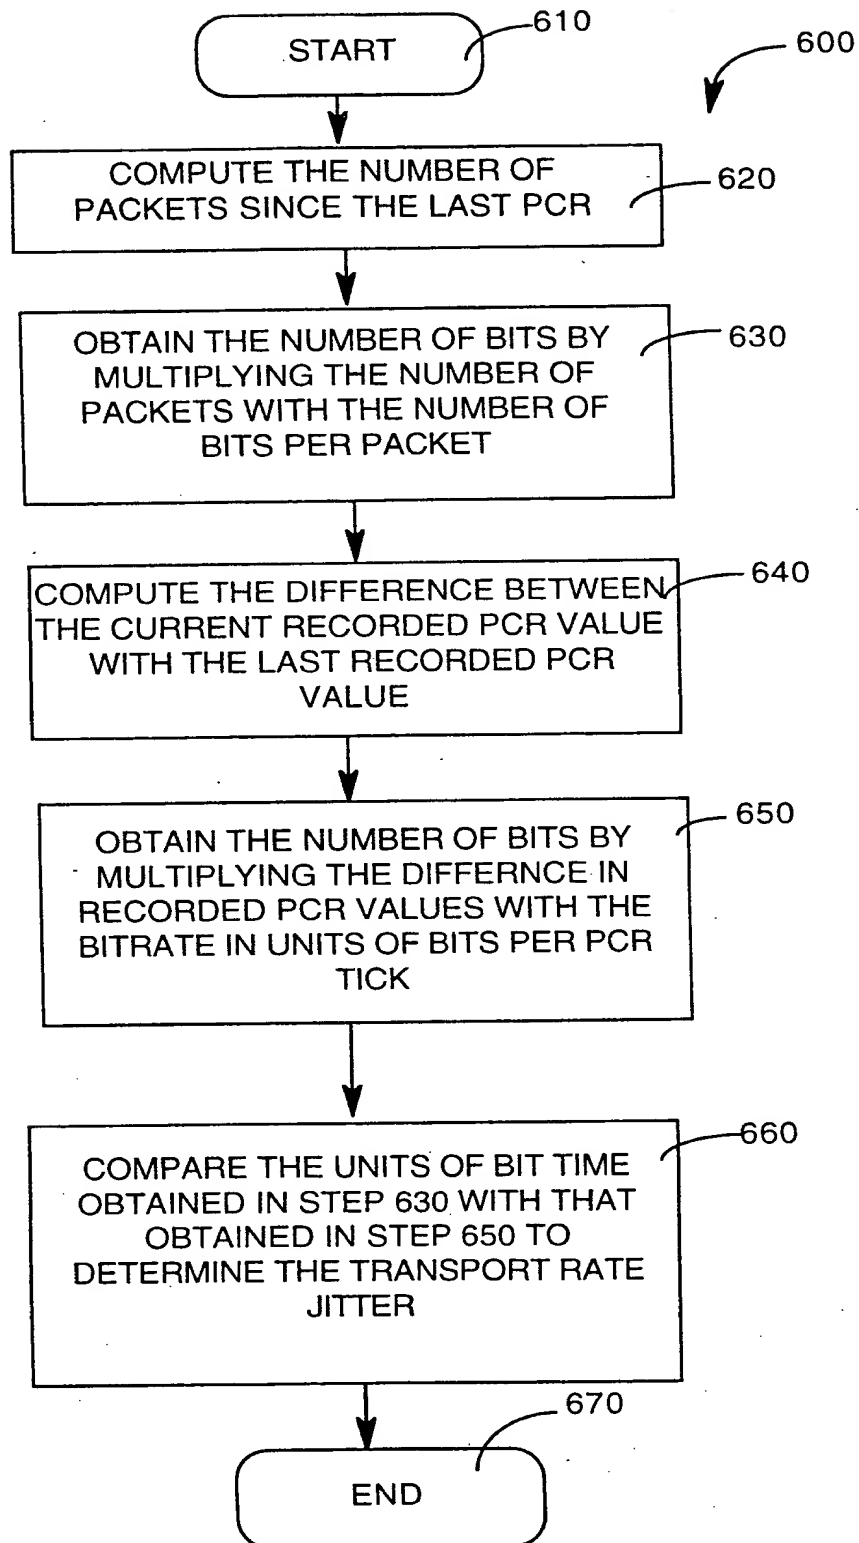 START
610
600
COMPUTE THE NUMBER OF
PACKETS SINCE THE LAST PCR
620
OBTAIN THE NUMBER OF BITS BY
MULTIPLYING THE NUMBER OF
PACKETS WITH THE NUMBER OF
BITS PER PACKET
630
COMPUTE THE DIFFERENCE BETWEEN
THE CURRENT RECORDED PCR VALUE
WITH THE LAST RECORDED PCR
VALUE
640
OBTAIN THE NUMBER OF BITS BY
MULTIPLYING THE DIFFERNCE IN
RECORDED PCR VALUES WITH THE
BITRATE IN UNITS OF BITS PER PCR
TICK
650
COMPARE THE UNITS OF BIT TIME
OBTAINED IN STEP 630 WITH THAT
OBTAINED IN STEP 650 TO
DETERMINE THE TRANSPORT RATE
JITTER
660
END
670